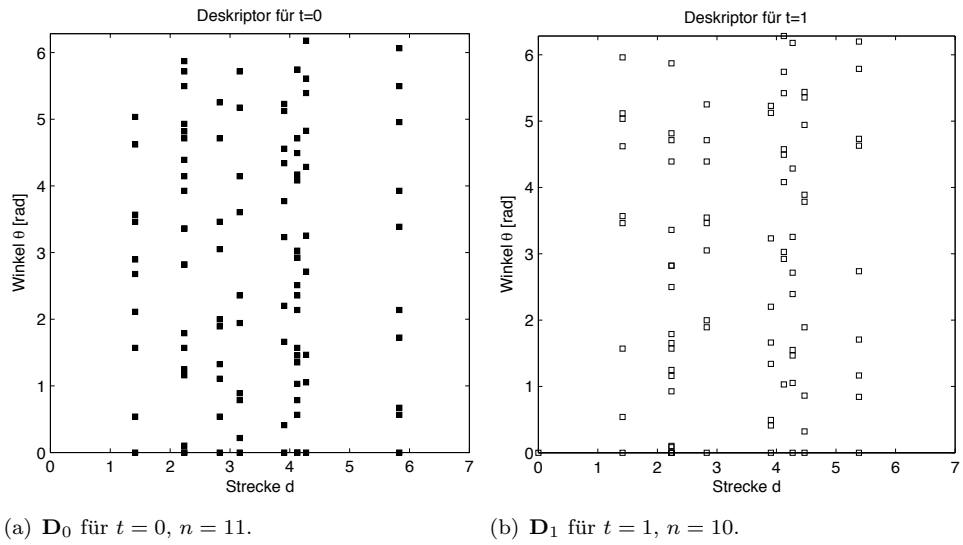 Deskriptor für t=0
Winkel θ [rad]
6
5
4
3
2
1
0
0 1 2 3 4 5 6 7
Strecke d
(a) D₀ für t = 0, n = 11.
Deskriptor für t=1
Winkel θ [rad]
6
5
4
3
2
1
0
0 1 2 3 4 5 6 7
Strecke d
(b) D₁ für t = 1, n = 10.